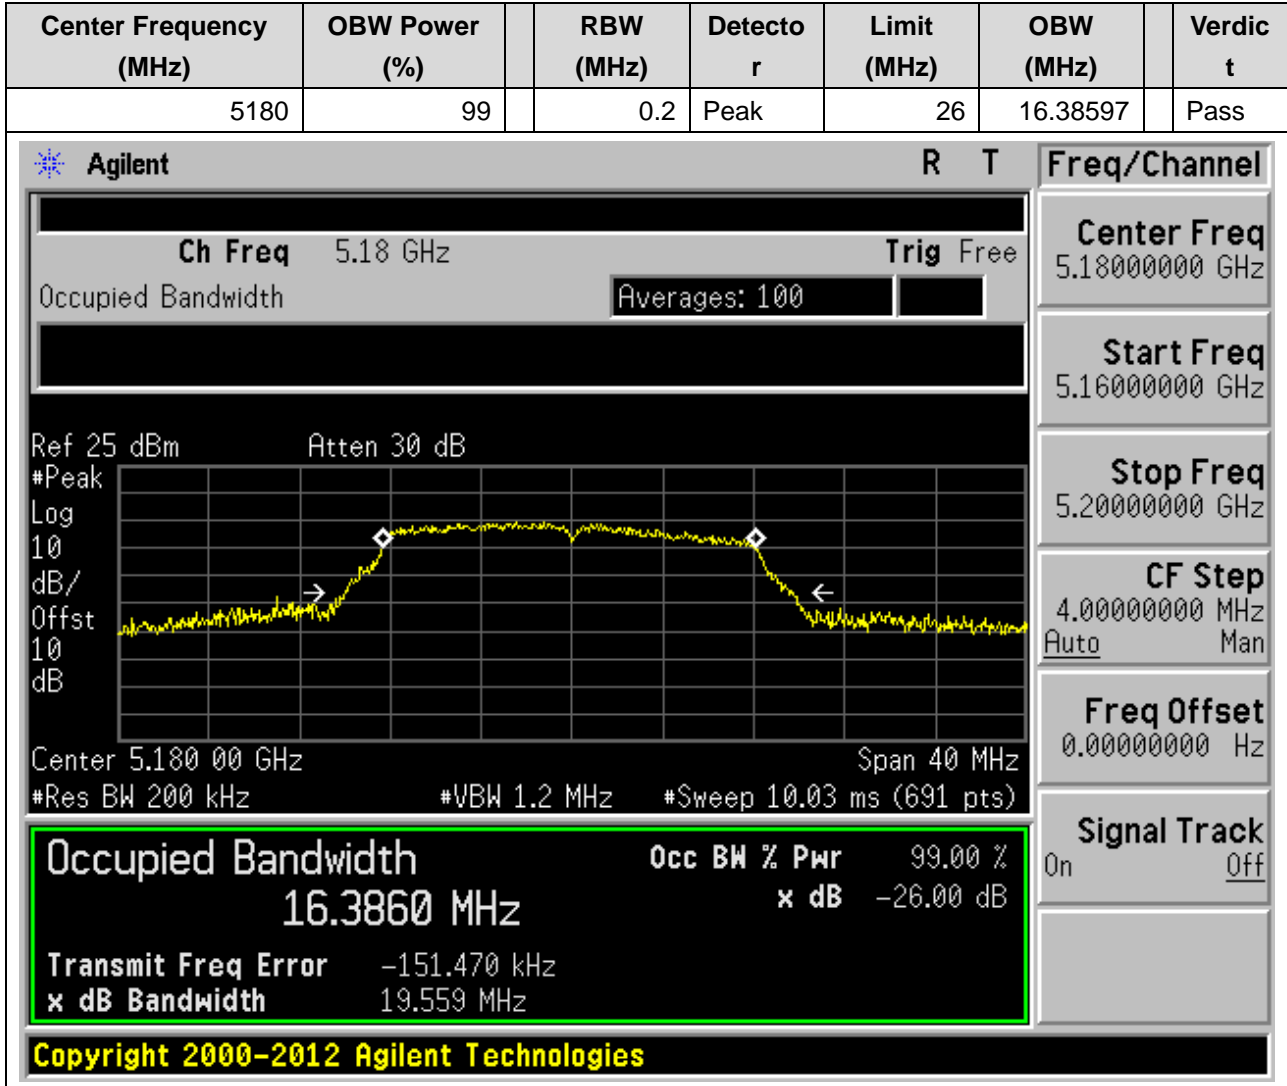 Center Frequency OBW Power RBW Detecto Limit OBW Verdic
(MHz) (%) (MHz) r (MHz) (MHz) t
5180 99 0.2 Peak 26 16.38597 Pass
Agilent R T Freq/Channel
Ch Freq 5.18 GHz Trig Free
Occupied Bandwidth Averages: 100
Center Freq
5.18000000 GHz
Start Freq
5.16000000 GHz
Stop Freq
5.20000000 GHz
CF Step
4.00000000 MHz
Auto Man
Freq Offset
0.00000000 Hz
Signal Track
On Off
Ref 25 dBm Atten 30 dB
#Peak
Log
10
dB/
Offst
10
dB
Center 5.180 00 GHz Span 40 MHz
#Res BW 200 kHz #VBW 1.2 MHz #Sweep 10.03 ms (691 pts)
Occupied Bandwidth Occ BW % Pwr 99.00 %
16.3860 MHz x dB -26.00 dB
Transmit Freq Error -151.470 kHz
x dB Bandwidth 19.559 MHz
Copyright 2000-2012 Agilent Technologies